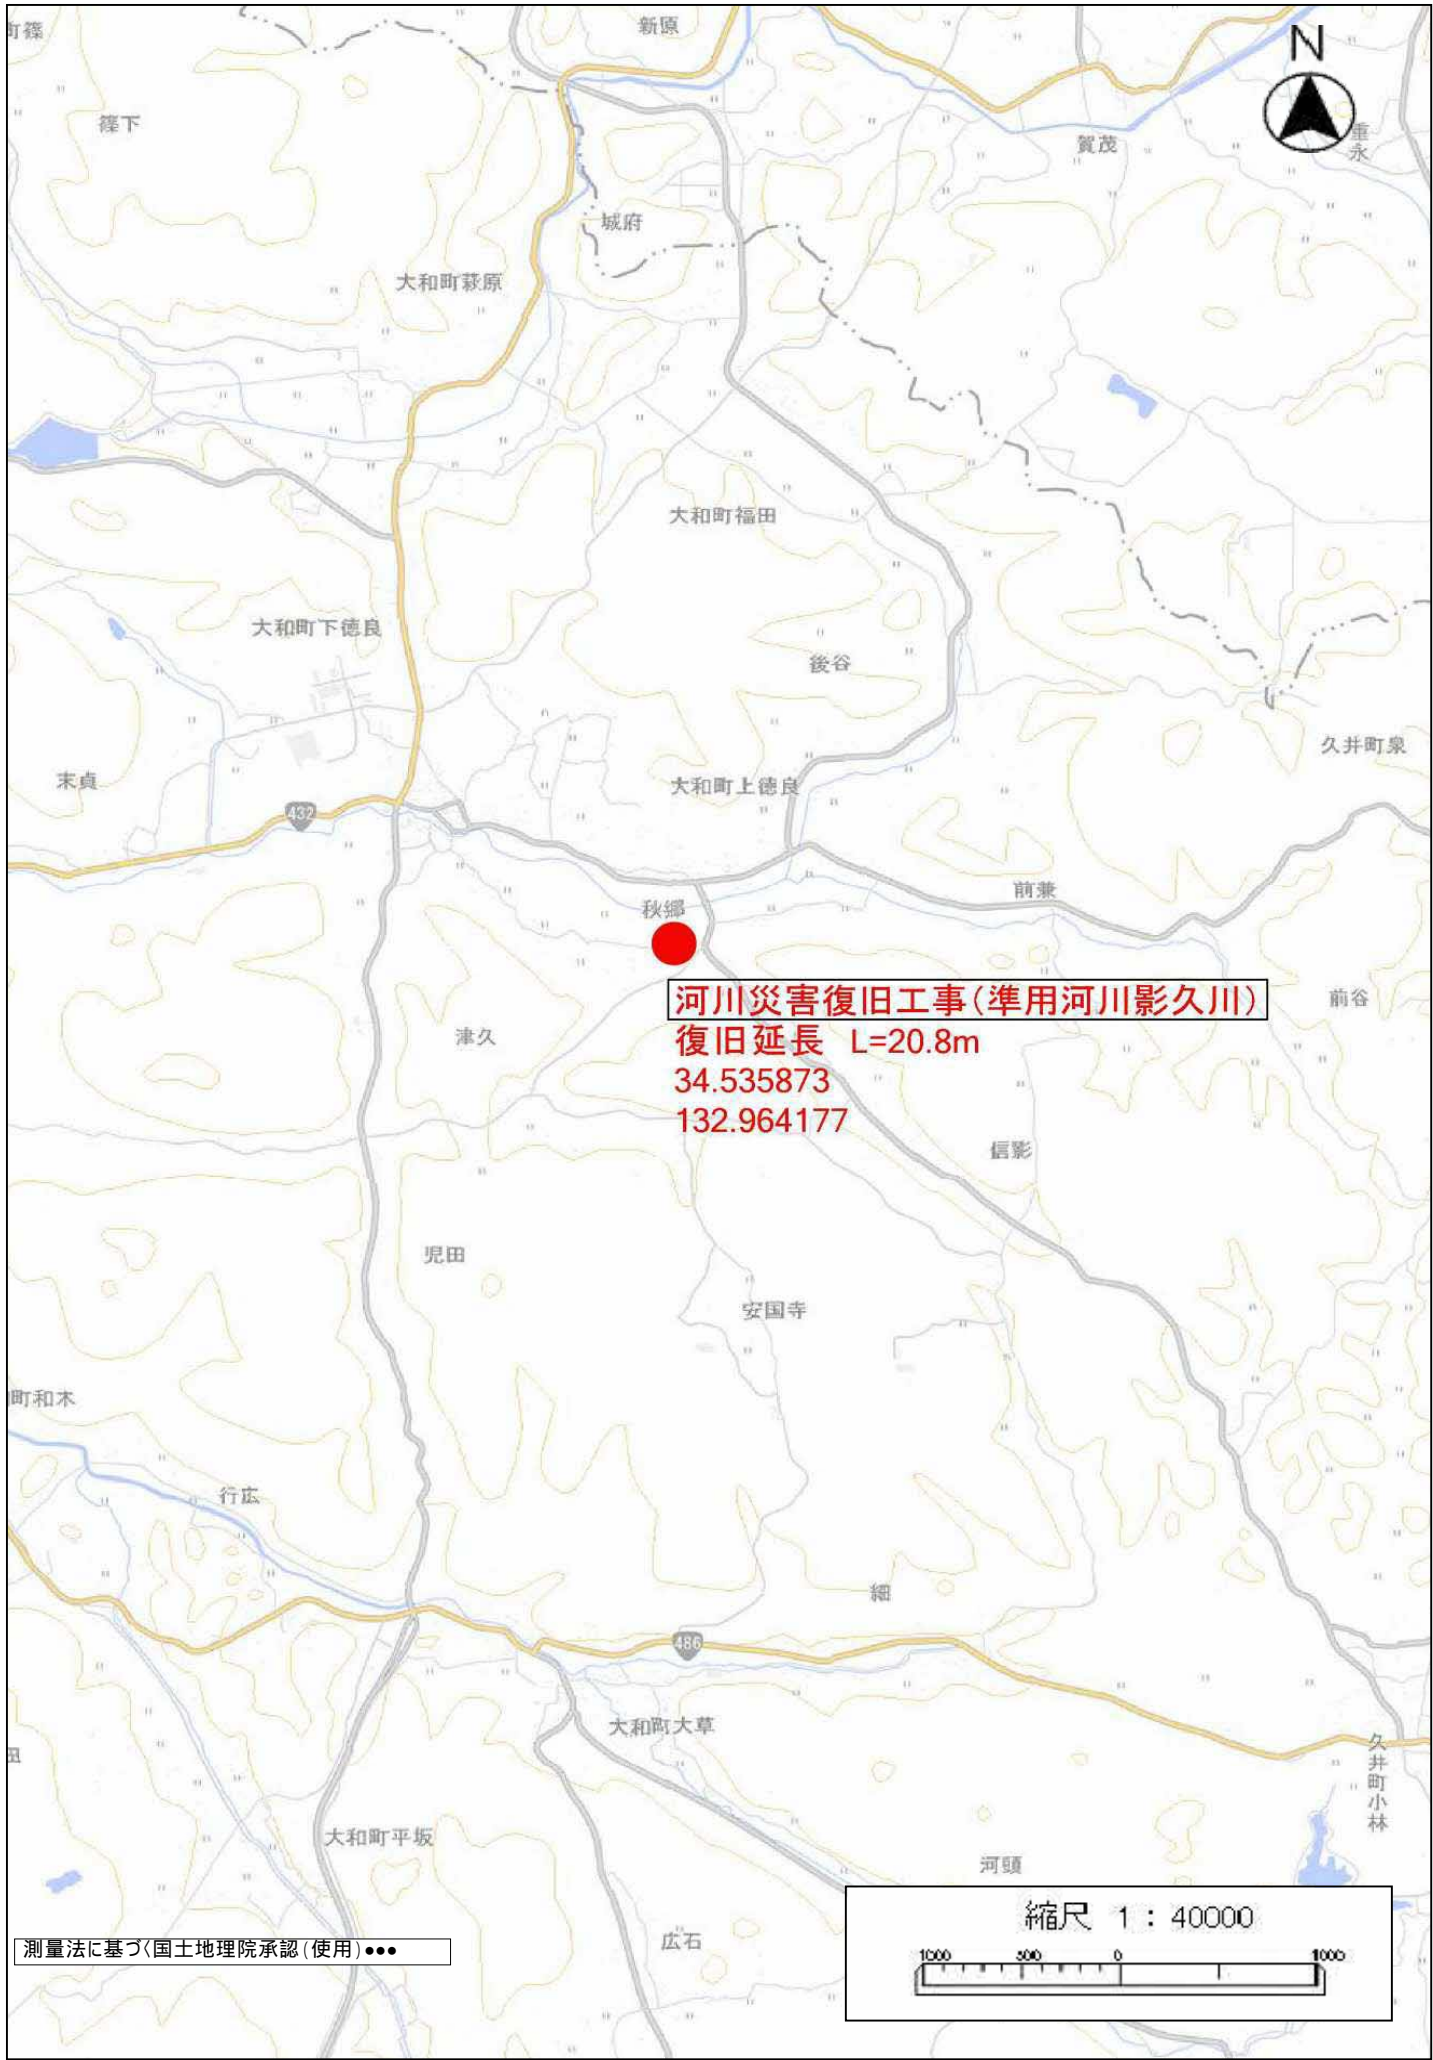 町篠
新原
N
篠下
賀茂
重永
城府
大和町萩原
大和町福田
大和町下徳良
後谷
久井町泉
末貞
大和町上徳良
432
前兼
秋郷
河川災害復旧工事(準用河川影久川)
前谷
復旧延長 L=20.8m
津久
34.535873
132.964177
信影
児田
安国寺
町和木
行広
細
486
大和町大草
久井町小林
大和町平坂
河頭
縮尺 1:40000
広石
測量法に基づく国土地理院承認(使用)●●●
1000 500 0 1000